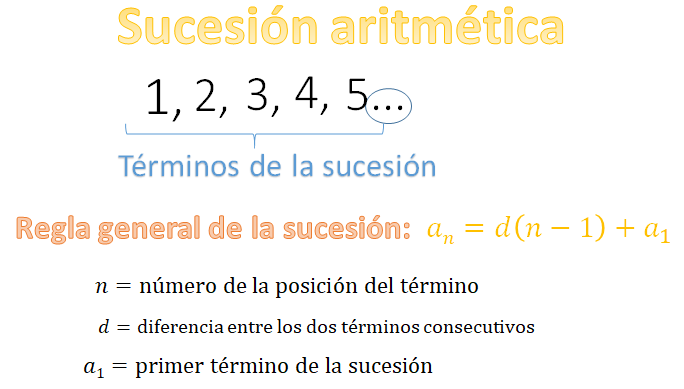 Sucesión aritmética
1, 2, 3, 4, 5...
Términos de la sucesión
Regla general de la sucesión: aₙ = d(n − 1) + a₁
n = número de la posición del término
d = diferencia entre los dos términos consecutivos
a₁ = primer término de la sucesión